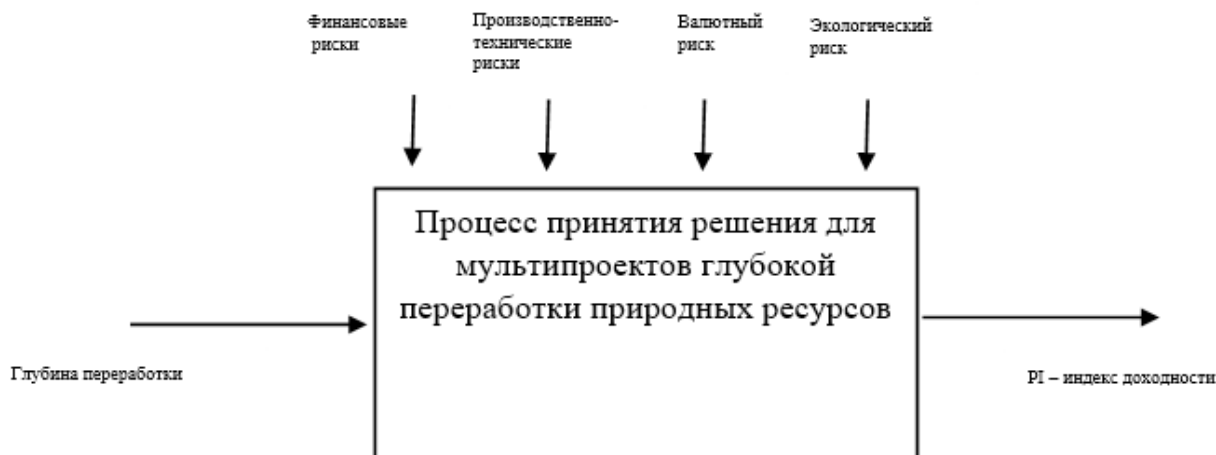 Финансовые
риски
Производственно-
технические
риски
Валютный
риск
Экологический
риск
Процесс принятия решения для
мультипроектов глубокой
переработки природных ресурсов
Глубина переработки
PI – индекс доходности